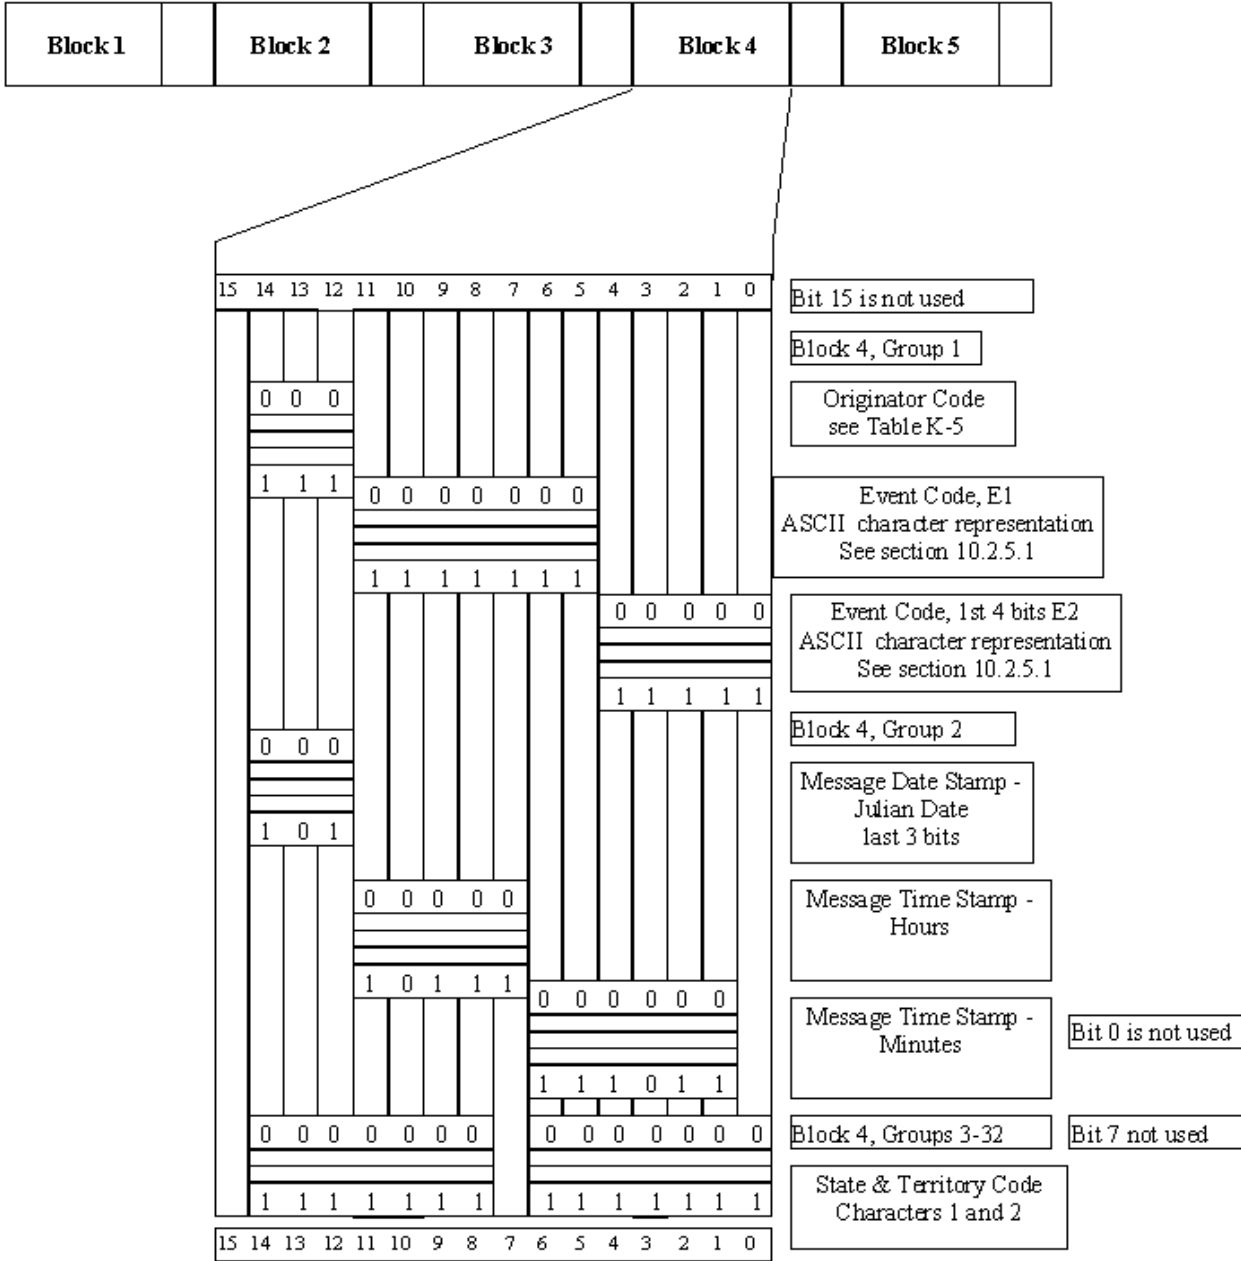 Block 1 Block 2 Block 3 Block 4 Block 5
15 14 13 12 11 10 9 8 7 6 5 4 3 2 1 0
Bit 15 is not used
Block 4, Group 1
0 0 0
Originator Code
see Table K-5
1 1 1
0 0 0 0 0 0 0
Event Code, E1
ASCII character representation
See section 10.2.5.1
1 1 1 1 1 1 1
0 0 0 0 0
Event Code, 1st 4 bits E2
ASCII character representation
See section 10.2.5.1
1 1 1 1 1
Block 4, Group 2
0 0 0
Message Date Stamp -
Julian Date
last 3 bits
1 0 1
0 0 0 0 0
Message Time Stamp -
Hours
1 0 1 1 1
0 0 0 0 0 0
Message Time Stamp -
Minutes
Bit 0 is not used
1 1 1 0 1 1
0 0 0 0 0 0 0 0 0 0 0 0 0 0
Block 4, Groups 3-32
Bit 7 not used
State & Territory Code
Characters 1 and 2
1 1 1 1 1 1 1 1 1 1 1 1 1 1
15 14 13 12 11 10 9 8 7 6 5 4 3 2 1 0